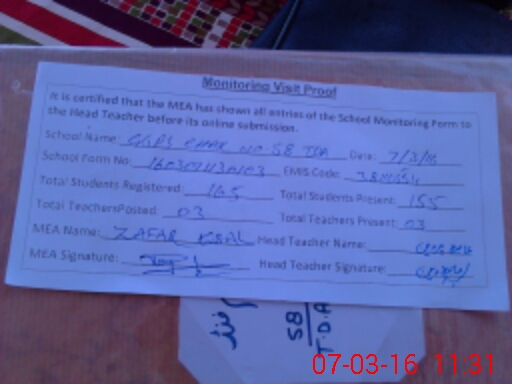 Monitoring Visit Proof
It is certified that the MEA has shown all entries of the School Monitoring Form to
the Head Teacher before its online submission.
School Name: CHAK NO 58 TDA Date: 7/3/16
School Form No: EMIS Code:
Total Students Registered: 165 Total Students Present: 155
Total TeachersPosted: 03 Total Teachers Present: 03
MEA Name: ZAFAR IQBAL Head Teacher Name:
MEA Signature: Head Teacher Signature:
58
T.D.A
07-03-16 11:31